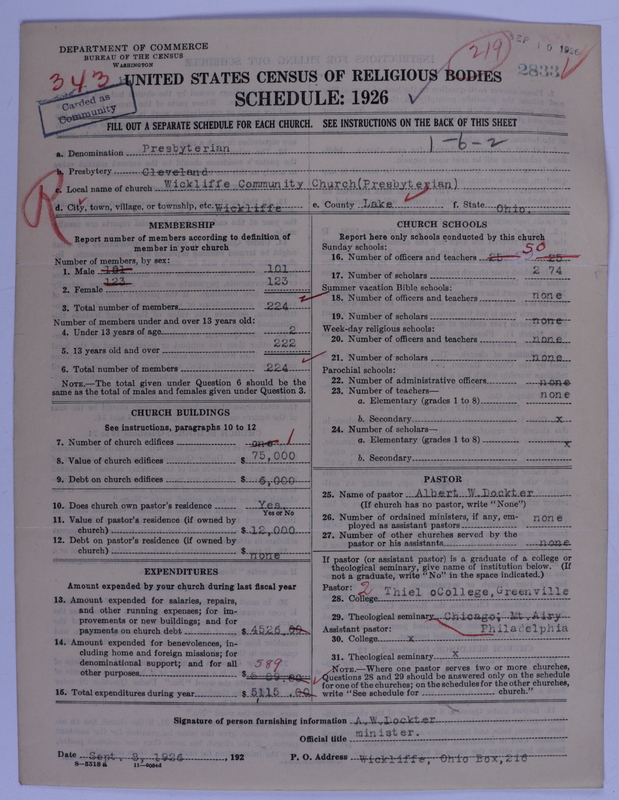 DEPARTMENT OF COMMERCE
BUREAU OF THE CENSUS
WASHINGTON
SEP 10 1926
219
2833
343
Carded as
Community
UNITED STATES CENSUS OF RELIGIOUS BODIES
SCHEDULE: 1926
FILL OUT A SEPARATE SCHEDULE FOR EACH CHURCH. SEE INSTRUCTIONS ON THE BACK OF THIS SHEET
1-6-2
a. Denomination Presbyterian
b. Presbytery Cleveland
c. Local name of church Wickliffe Community Church(Presbyterian)
R
d. City, town, village, or township, etc. Wickliffe e. County Lake f. State Ohio.
MEMBERSHIP
Report number of members according to definition of
member in your church
Number of members, by sex:
1. Male 101 101
2. Female 123 123
3. Total number of members 224
Number of members under and over 13 years old:
4. Under 13 years of age 2
5. 13 years old and over 222
6. Total number of members 224
NOTE.—The total given under Question 6 should be the
same as the total of males and females given under Question 3.
CHURCH BUILDINGS
See instructions, paragraphs 10 to 12
7. Number of church edifices one 1
8. Value of church edifices $75,000
9. Debt on church edifices $6,000
10. Does church own pastor's residence Yes.
Yes or No
11. Value of pastor's residence (if owned by
church) $12,000
12. Debt on pastor's residence (if owned by
church) $ none
EXPENDITURES
Amount expended by your church during last fiscal year
13. Amount expended for salaries, repairs,
and other running expenses; for im-
provements or new buildings; and for
payments on church debt $4526.00
14. Amount expended for benevolences, in-
cluding home and foreign missions; for
denominational support; and for all
other purposes 589
15. Total expenditures during year $5115.00
CHURCH SCHOOLS
Report here only schools conducted by this church
Sunday schools:
16. Number of officers and teachers 25 25 50
17. Number of scholars 2 74
Summer vacation Bible schools:
18. Number of officers and teachers none
19. Number of scholars none
Week-day religious schools:
20. Number of officers and teachers none
21. Number of scholars none
Parochial schools:
22. Number of administrative officers none
23. Number of teachers—
a. Elementary (grades 1 to 8) none
b. Secondary x
24. Number of scholars—
a. Elementary (grades 1 to 8) x
b. Secondary
PASTOR
25. Name of pastor Albert W.Dockter
(If church has no pastor, write "None")
26. Number of ordained ministers, if any, em-
ployed as assistant pastors none
27. Number of other churches served by the
pastor or his assistants none
If pastor (or assistant pastor) is a graduate of a college or
theological seminary, give name of institution below. (If
not a graduate, write "No" in the space indicated.)
Pastor: 2
28. College Thiel oCollege,Greenville
29. Theological seminary Chicago; Mt.Airy
Assistant pastor: Philadelphia
30. College x
31. Theological seminary x
NOTE.—Where one pastor serves two or more churches,
Questions 28 and 29 should be answered only on the schedule
for one of the churches; on the schedules for the other churches,
write "See schedule for church."
Signature of person furnishing information A.W.Dockter
Official title minister.
Date Sept. 8, 1926, 192 P. O. Address Wickliffe, Ohio Box,216
8-3518a 11-9084d